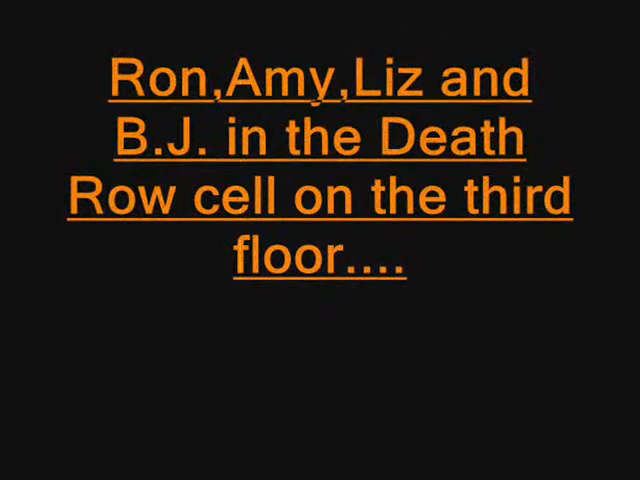 Ron,Amy,Liz and
B.J. in the Death
Row cell on the third
floor....